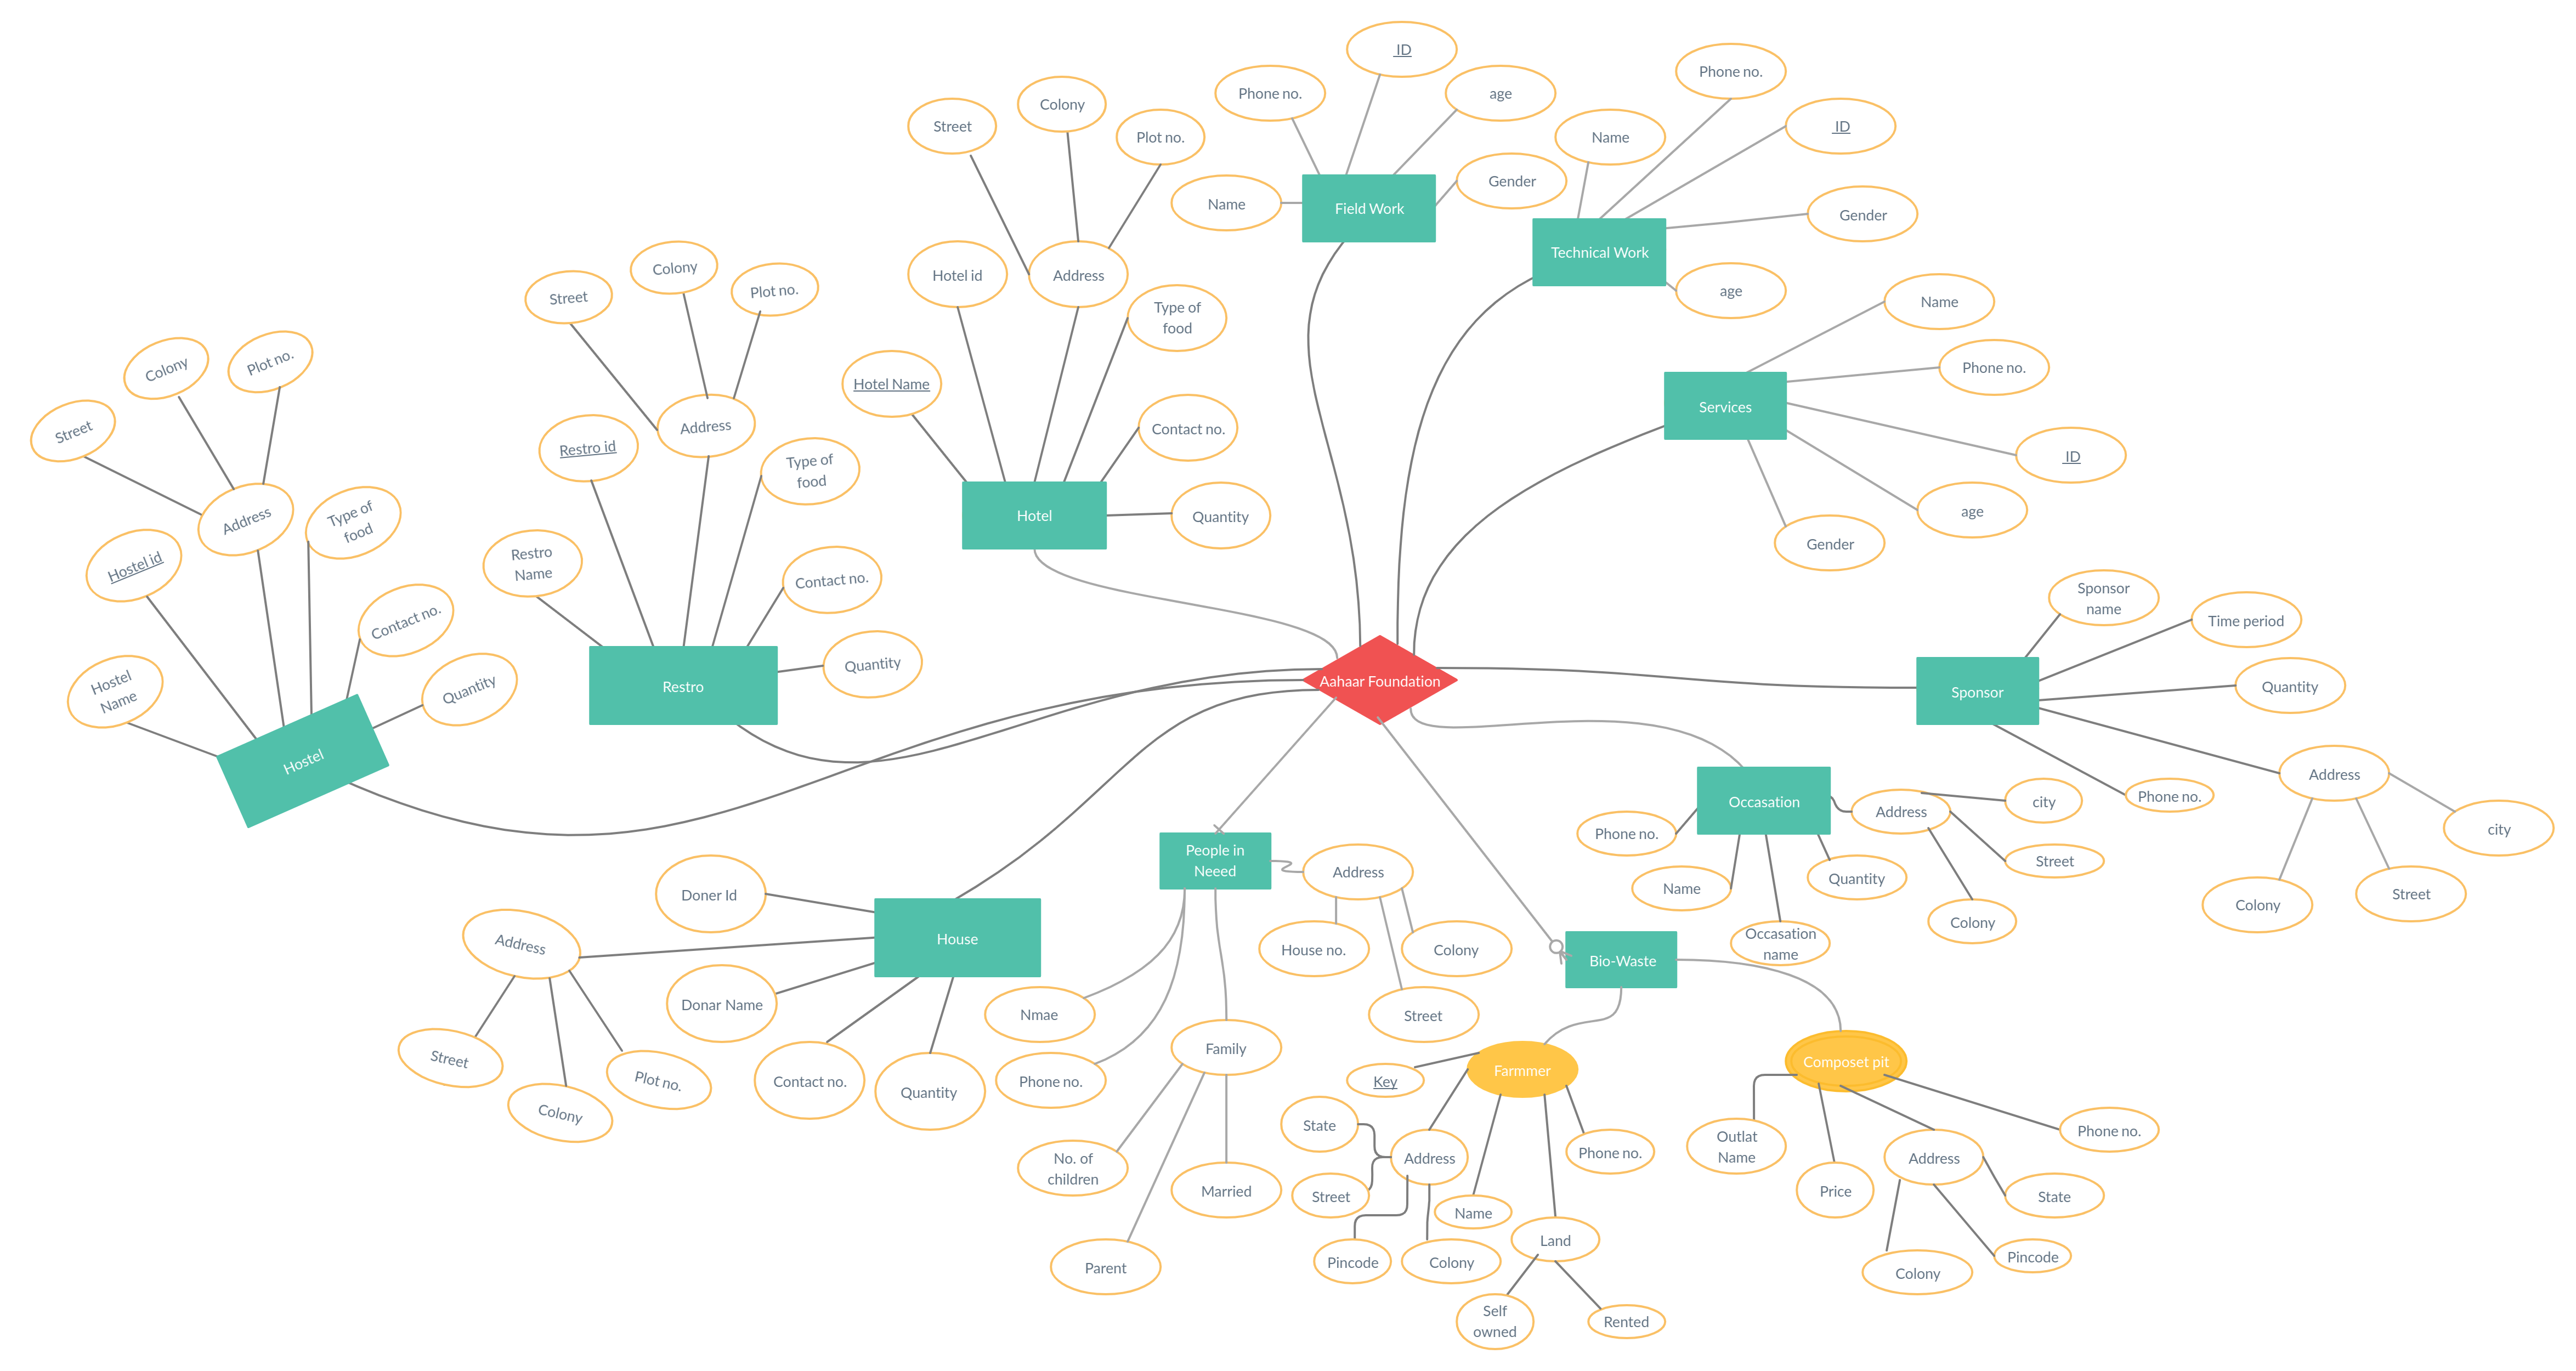 ID
Phone no.
age
Name
Gender
Field Work
Phone no.
Name
ID
Gender
age
Technical Work
Street
Colony
Plot no.
Hotel id
Address
Type of
food
Hotel Name
Contact no.
Quantity
Hotel
Name
Phone no.
ID
age
Gender
Services
Street
Colony
Plot no.
Restro id
Address
Type of
food
Restro
Name
Contact no.
Quantity
Restro
Street
Colony
Plot no.
Address
Type of
food
Hostel id
Contact no.
Hostel
Name
Quantity
Hostel
Aahaar Foundation
Sponsor
name
Time period
Quantity
Sponsor
Address
Phone no.
city
Colony
Street
Occasation
Phone no.
Address
city
Street
Name
Quantity
Colony
Occasation
name
People in
Neeed
Address
House no.
Colony
Street
Nmae
Phone no.
Family
No. of
children
Married
Parent
Doner Id
House
Address
Donar Name
Street
Colony
Plot no.
Contact no.
Quantity
Bio-Waste
Farmmer
Key
State
Address
Phone no.
Street
Name
Pincode
Colony
Land
Self
owned
Rented
Composet pit
Outlat
Name
Price
Address
Phone no.
State
Colony
Pincode